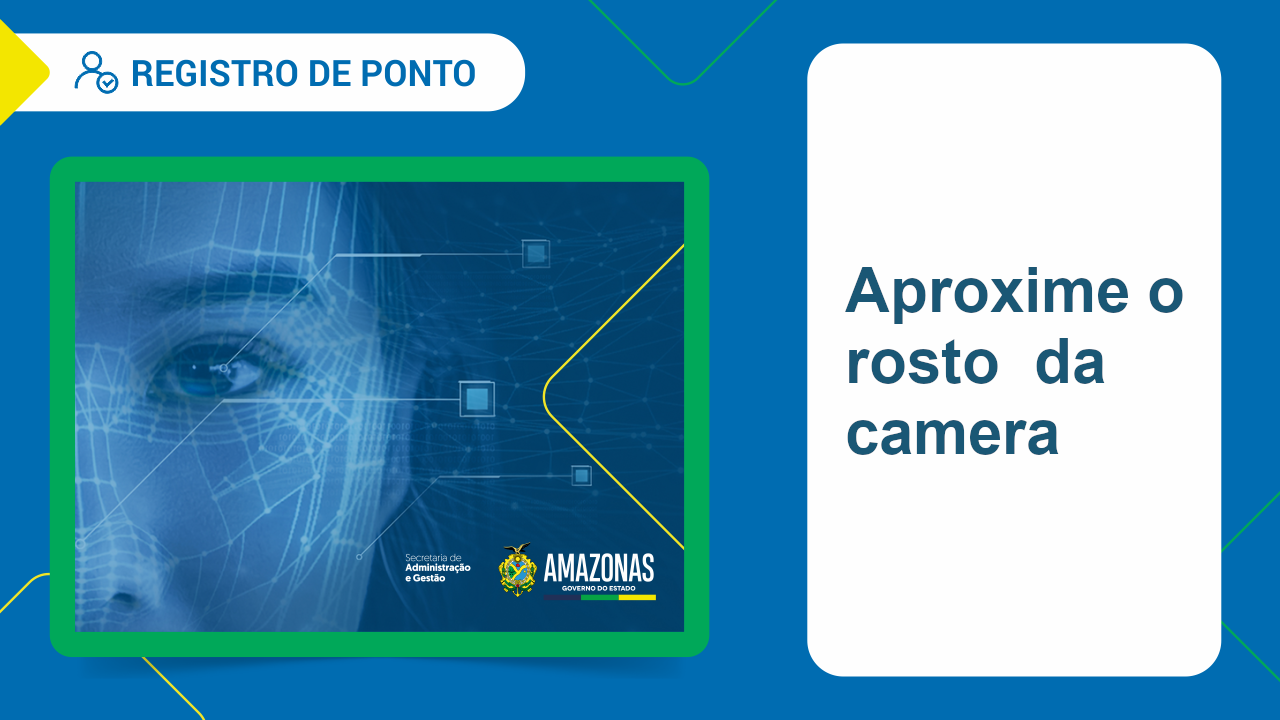 REGISTRO DE PONTO
Aproxime o
rosto da
camera
Secretaria de
Administração
e Gestão
AMAZONAS
GOVERNO DO ESTADO